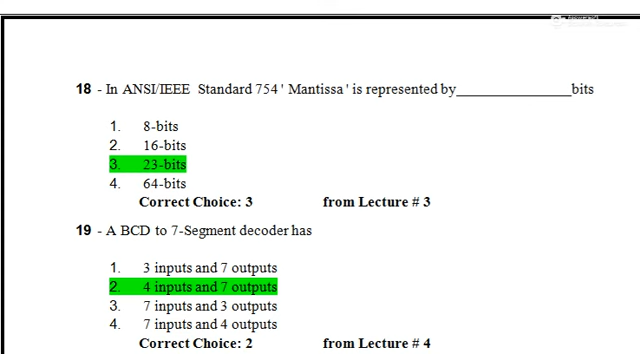 18 - In ANSI/IEEE Standard 754 ' Mantissa ' is represented by________________bits
1. 8-bits
2. 16-bits
3. 23-bits
4. 64-bits
Correct Choice: 3 from Lecture # 3
19 - A BCD to 7-Segment decoder has
1. 3 inputs and 7 outputs
2. 4 inputs and 7 outputs
3. 7 inputs and 3 outputs
4. 7 inputs and 4 outputs
Correct Choice: 2 from Lecture # 4